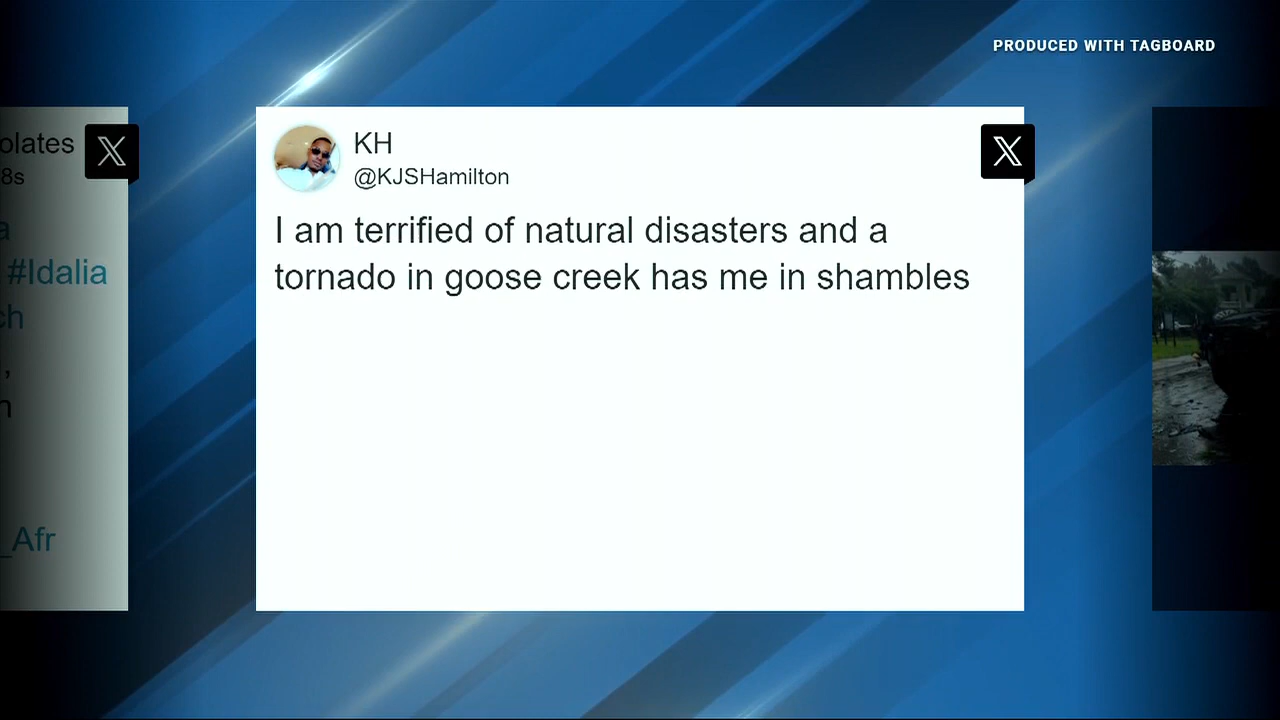 PRODUCED WITH TAGBOARD
olates
8s
a
#Idalia
ch
,
n
_Afr
KH
@KJSHamilton
I am terrified of natural disasters and a
tornado in goose creek has me in shambles